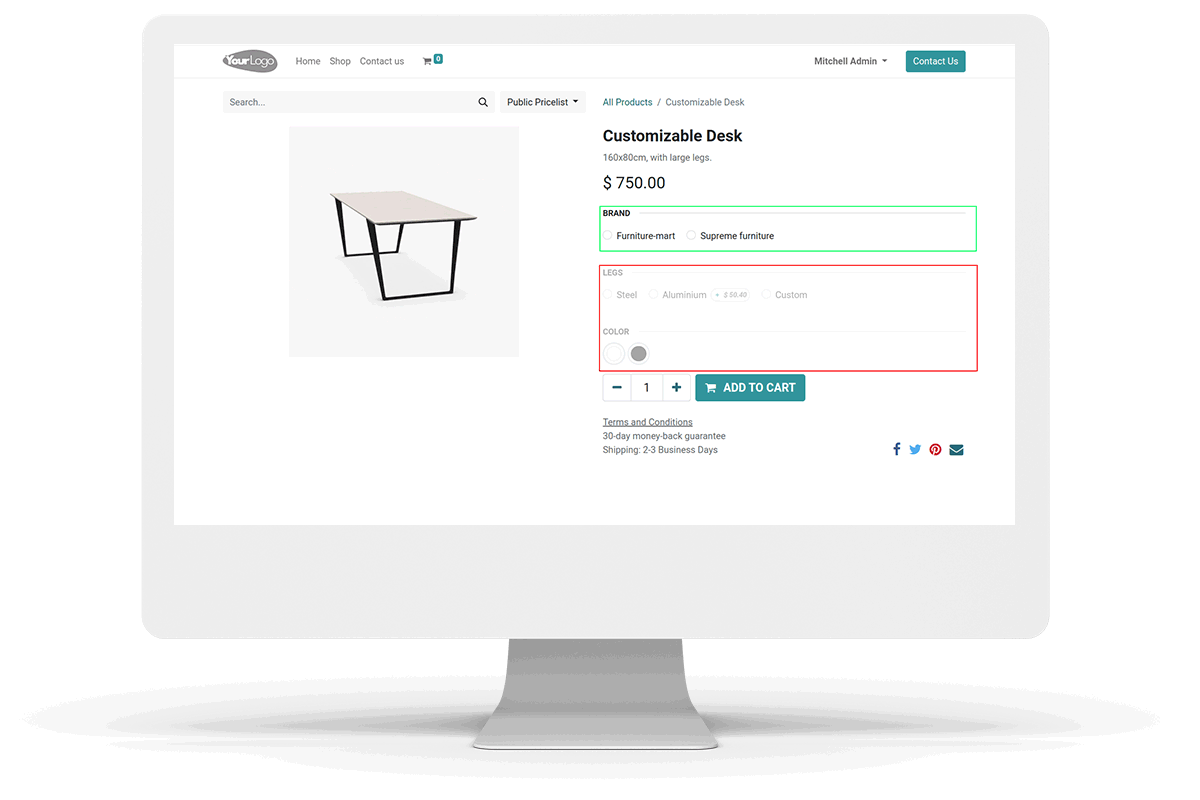 YourLogo Home Shop Contact us 0 Mitchell Admin Contact Us
Search... Public Pricelist All Products / Customizable Desk
Customizable Desk
160x80cm, with large legs.
$ 750.00
BRAND
Furniture-mart Supreme furniture
LEGS
Steel Aluminium + $ 50.40 Custom
COLOR
1 ADD TO CART
Terms and Conditions
30-day money-back guarantee
Shipping: 2-3 Business Days